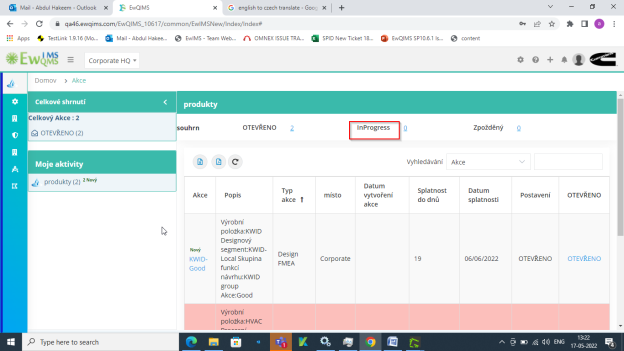 Mail - Abdul Hakeem - Outlook
EwQIMS
english to czech translate - Goo
qa46.ewqims.com/EwQIMS_10617/common/EwIMSNew/Index/Index#
Apps
TestLink 1.9.16 (Mo...
Mail - Abdul Hakee...
EwIMS - Team Web...
OMNEX ISSUE TRA...
SPID New Ticket 18...
EwQIMS SP10.6.1 Is...
content
EwQIMS
Corporate HQ
Domov > Akce
Celkové shrnutí
Celkový Akce : 2
OTEVŘENO (2)
Moje aktivity
produkty (2) 2 Nový
produkty
souhrn OTEVŘENO 2 InProgress 0 Zpožděný 0
Vyhledávání Akce
Akce
Popis
Typ akce
místo
Datum vytvoření akce
Splatnost do dnů
Datum splatnosti
Postavení
OTEVŘENO
Nový
KWID-Good
Výrobní
položka:KWID
Designový
segment:KWID-
Local Skupina
funkcí
návrhu:KWID
group
Akce:Good
Design
FMEA
Corporate
19
06/06/2022
OTEVŘENO
OTEVŘENO
Výrobní
položka:HVAC
Type here to search
ENG
13:22
17-05-2022